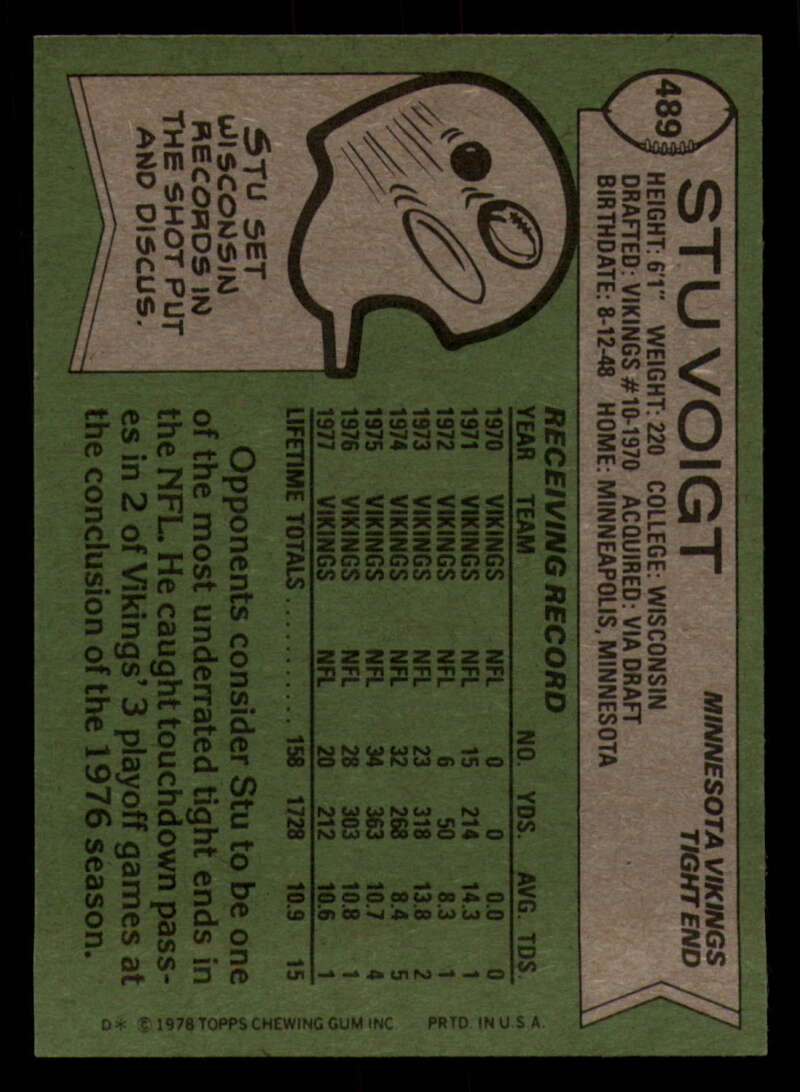 489
STU VOIGT
MINNESOTA VIKINGS
TIGHT END
HEIGHT: 6'1" WEIGHT: 220 COLLEGE: WISCONSIN
DRAFTED: VIKINGS #10-1970 ACQUIRED: VIA DRAFT
BIRTHDATE: 8-12-48 HOME: MINNEAPOLIS, MINNESOTA
STU SET
WISCONSIN
RECORDS IN
THE SHOT PUT
AND DISCUS.
RECEIVING RECORD
YEAR TEAM NO. YDS. AVG. TDS.
1970 VIKINGS NFL 0 0 0.0 0
1971 VIKINGS NFL 15 214 14.3 1
1972 VIKINGS NFL 6 50 8.3 1
1973 VIKINGS NFL 23 318 13.8 2
1974 VIKINGS NFL 32 268 8.4 5
1975 VIKINGS NFL 34 363 10.7 4
1976 VIKINGS NFL 28 303 10.8 1
1977 VIKINGS NFL 20 212 10.6 1
LIFETIME TOTALS .......... 158 1728 10.9 15
Opponents consider Stu to be one
of the most underrated tight ends in
the NFL. He caught touchdown pass-
es in 2 of Vikings' 3 playoff games at
the conclusion of the 1976 season.
D* © 1978 TOPPS CHEWING GUM INC PRTD. IN U.S.A.